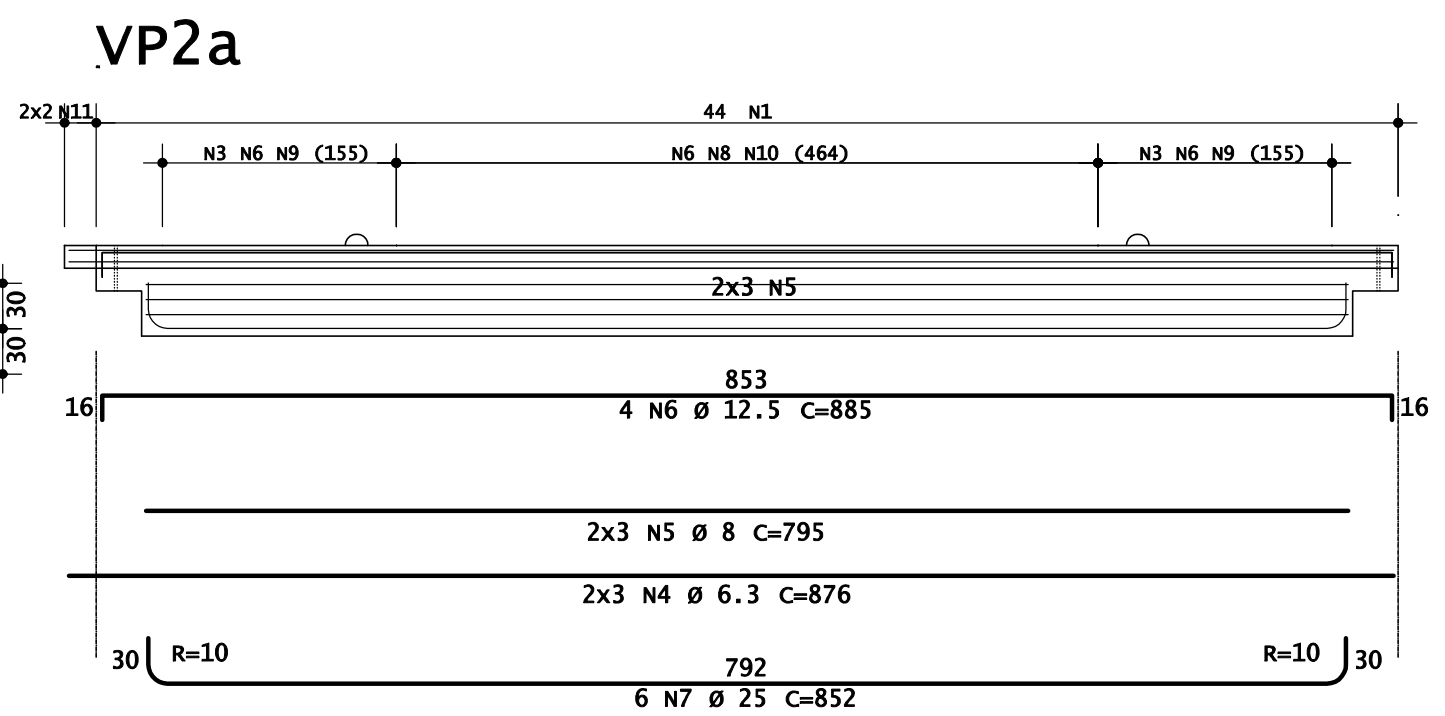 VP2a
2x2 N11
44 N1
N3 N6 N9 (155)
N6 N8 N10 (464)
N3 N6 N9 (155)
2x3 N5
30
30
853
16
16
4 N6 Ø 12.5 C=885
2x3 N5 Ø 8 C=795
2x3 N4 Ø 6.3 C=876
30
R=10
792
R=10
30
6 N7 Ø 25 C=852